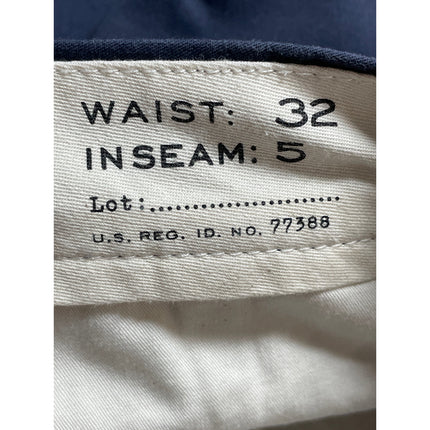 WAIST: 32
INSEAM: 5
Lot:........................
U.S. REG. ID. NO. 77388